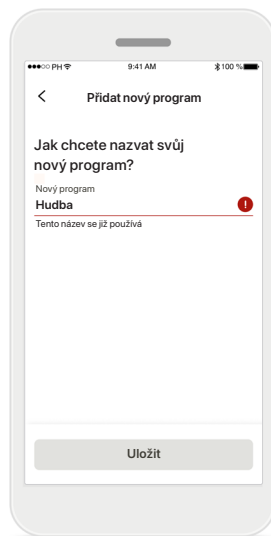 ●●●○○ PH 9:41 AM 100 %
Přidat nový program
Jak chcete nazvat svůj
nový program?
Nový program
Hudba !
Tento název se již používá
Uložit